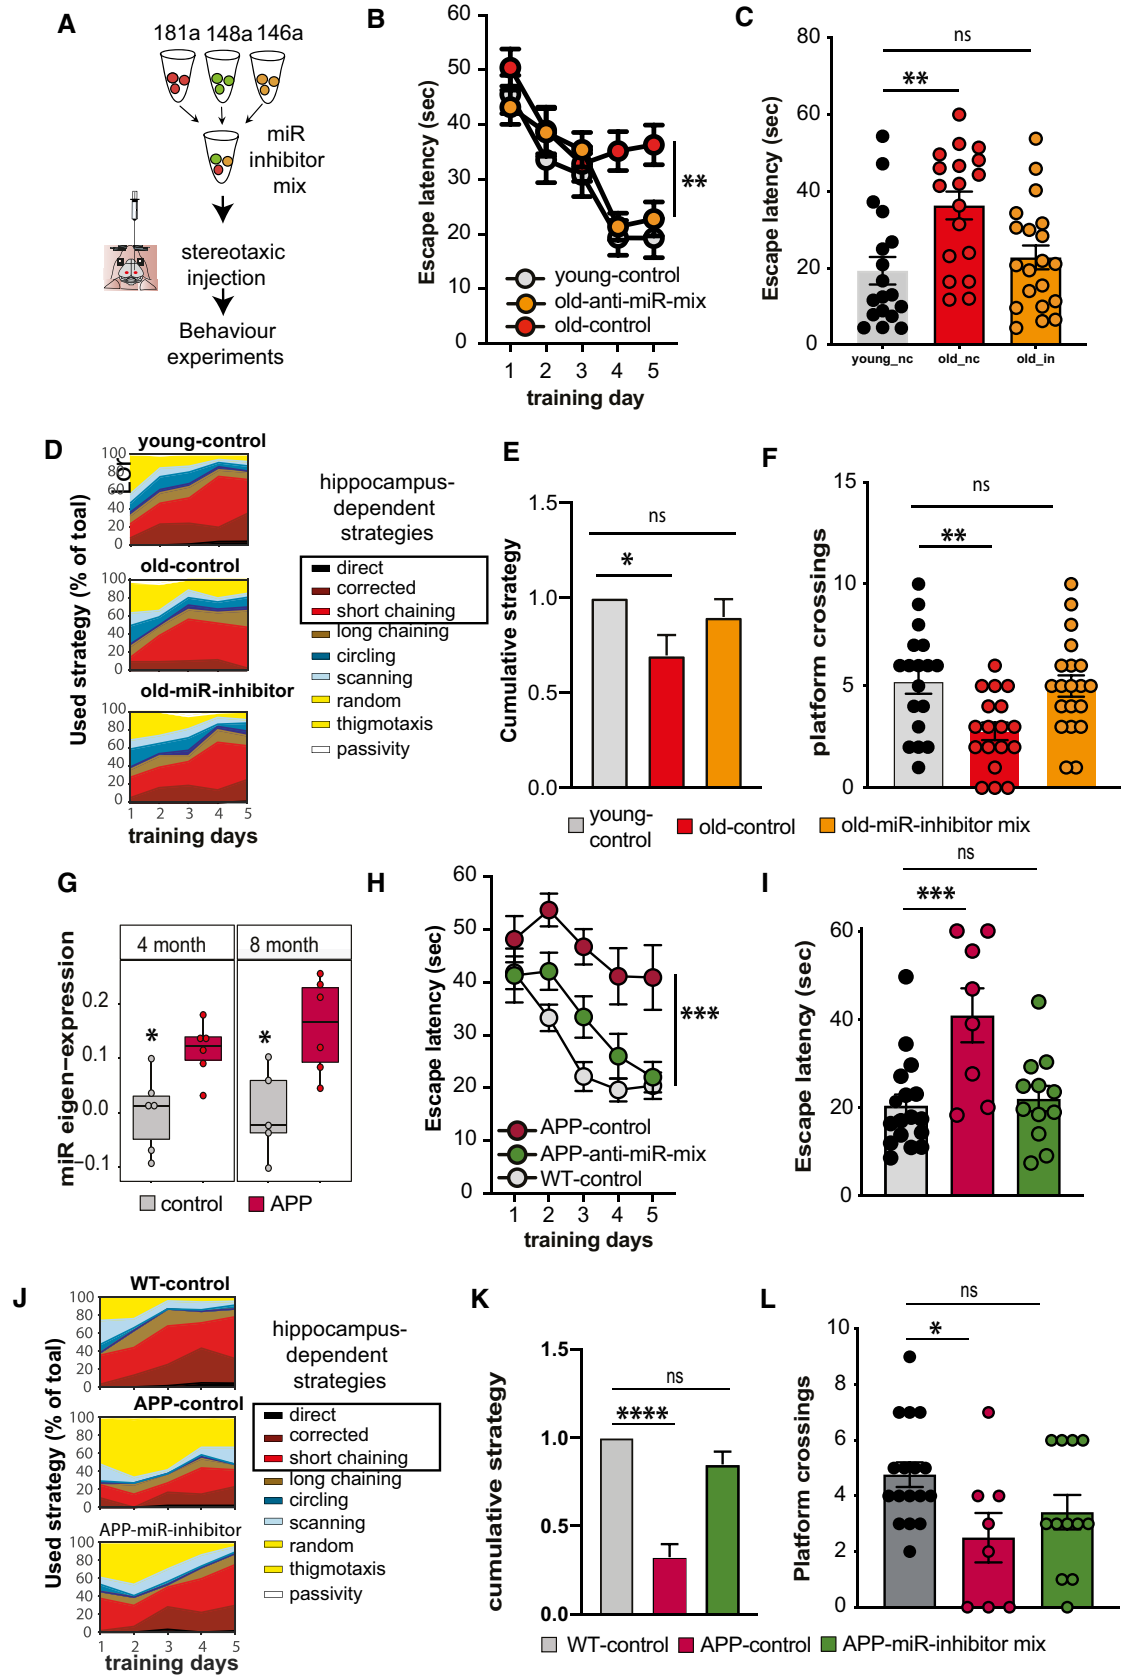 A
181a 148a 146a
miR
inhibitor
mix
stereotaxic
injection
Behaviour
experiments
B
Escape latency (sec)
60
50
40
30
20
10
0
**
young-control
old-anti-miR-mix
old-control
1 2 3 4 5
training day
C
Escape latency (sec)
80
60
40
20
0
ns
**
young_nc old_nc old_in
D
Used strategy (% of toal)
young-control
100
80
60
40
20
0
Lor
old-control
100
80
60
40
20
0
old-miR-inhibitor
100
80
60
40
20
0
1 2 3 4 5
training days
hippocampus-
dependent
strategies
direct
corrected
short chaining
long chaining
circling
scanning
random
thigmotaxis
passivity
E
Cumulative strategy
1.5
1.0
0.5
0.0
ns
*
F
platform crossings
15
10
5
0
ns
**
young-
control
old-control
old-miR-inhibitor mix
G
miR eigen−expression
4 month
8 month
0.2
0.1
0.0
−0.1
*
*
control
APP
H
Escape latency (sec)
60
50
40
30
20
10
0
***
APP-control
APP-anti-miR-mix
WT-control
1 2 3 4 5
training days
I
Escape latency (sec)
60
40
20
0
ns
***
J
Used strategy (% of toal)
WT-control
100
80
60
40
20
0
APP-control
100
80
60
40
20
0
APP-miR-inhibitor
100
80
60
40
20
0
1 2 3 4 5
training days
hippocampus-
dependent
strategies
direct
corrected
short chaining
long chaining
circling
scanning
random
thigmotaxis
passivity
K
cumulative strategy
1.5
1.0
0.5
0.0
ns
****
L
Platform crossings
10
8
6
4
2
0
ns
*
WT-control
APP-control
APP-miR-inhibitor mix